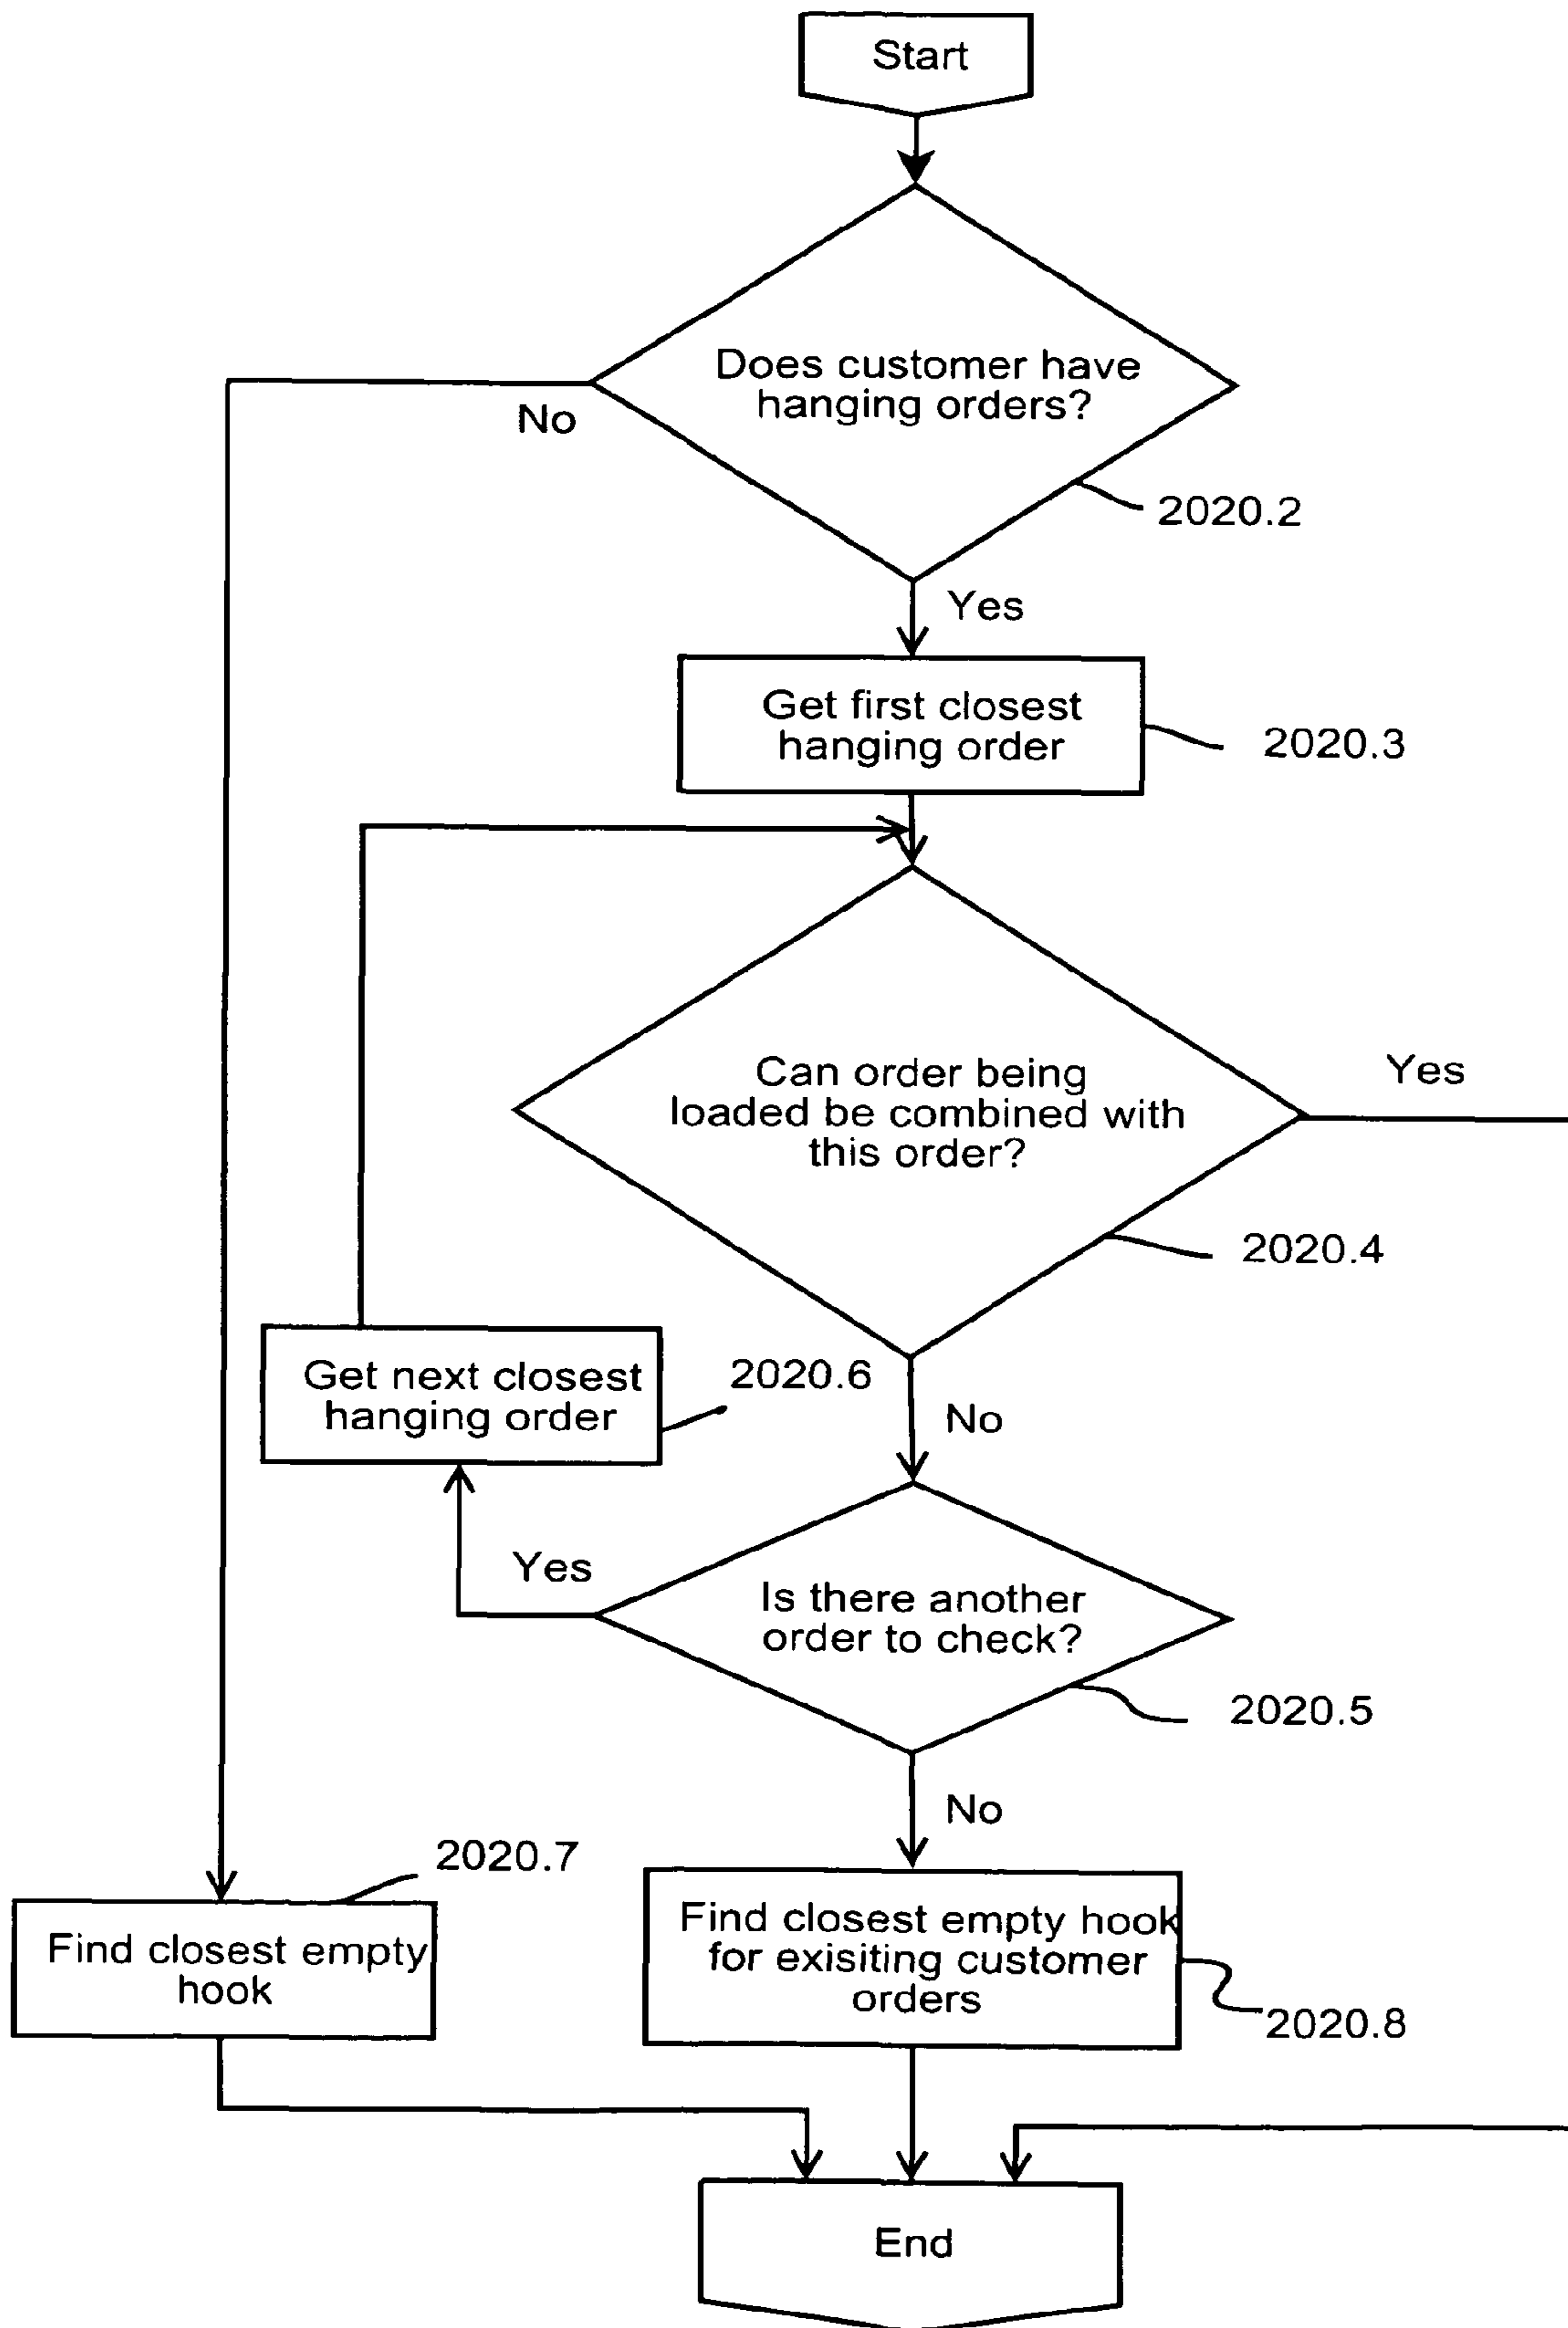 Start
Does customer have
hanging orders?
No
2020.2
Yes
Get first closest
hanging order
2020.3
Can order being
loaded be combined with
this order?
Yes
2020.4
Get next closest
hanging order
2020.6
No
Yes
Is there another
order to check?
2020.5
No
2020.7
Find closest empty
hook
Find closest empty hook
for exisiting customer
orders
2020.8
End